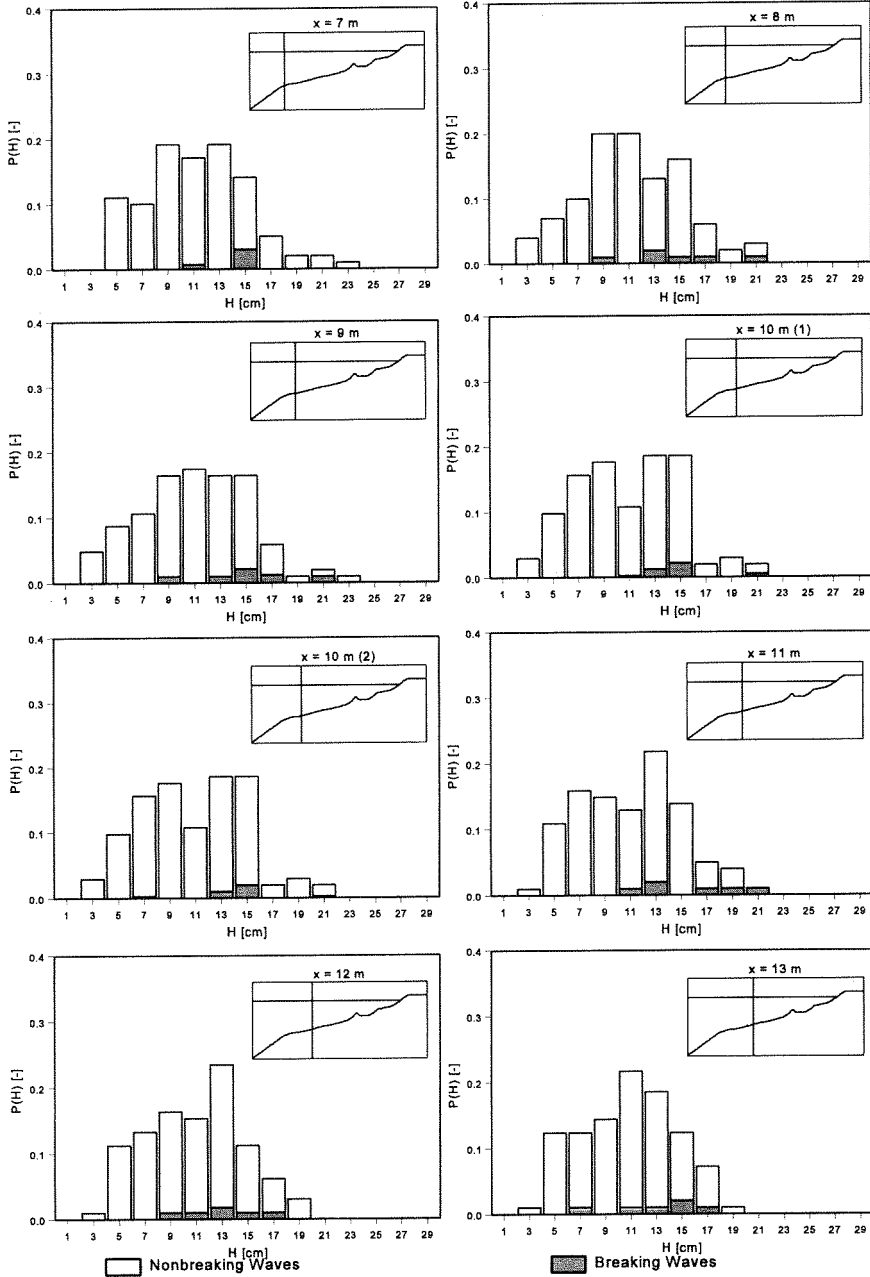 x = 7 m
0.4
0.3
0.2
0.1
0.0
P(H) [-]
1 3 5 7 9 11 13 15 17 19 21 23 25 27 29
H [cm]
x = 8 m
0.4
0.3
0.2
0.1
0.0
P(H) [-]
1 3 5 7 9 11 13 15 17 19 21 23 25 27 29
H [cm]
x = 9 m
0.4
0.3
0.2
0.1
0.0
P(H) [-]
1 3 5 7 9 11 13 15 17 19 21 23 25 27 29
H [cm]
x = 10 m (1)
0.4
0.3
0.2
0.1
0.0
P(H) [-]
1 3 5 7 9 11 13 15 17 19 21 23 25 27 29
H [cm]
x = 10 m (2)
0.4
0.3
0.2
0.1
0.0
P(H) [-]
1 3 5 7 9 11 13 15 17 19 21 23 25 27 29
H [cm]
x = 11 m
0.4
0.3
0.2
0.1
0.0
P(H) [-]
1 3 5 7 9 11 13 15 17 19 21 23 25 27 29
H [cm]
x = 12 m
0.4
0.3
0.2
0.1
0.0
P(H) [-]
1 3 5 7 9 11 13 15 17 19 21 23 25 27 29
H [cm]
x = 13 m
0.4
0.3
0.2
0.1
0.0
P(H) [-]
1 3 5 7 9 11 13 15 17 19 21 23 25 27 29
H [cm]
Nonbreaking Waves
Breaking Waves